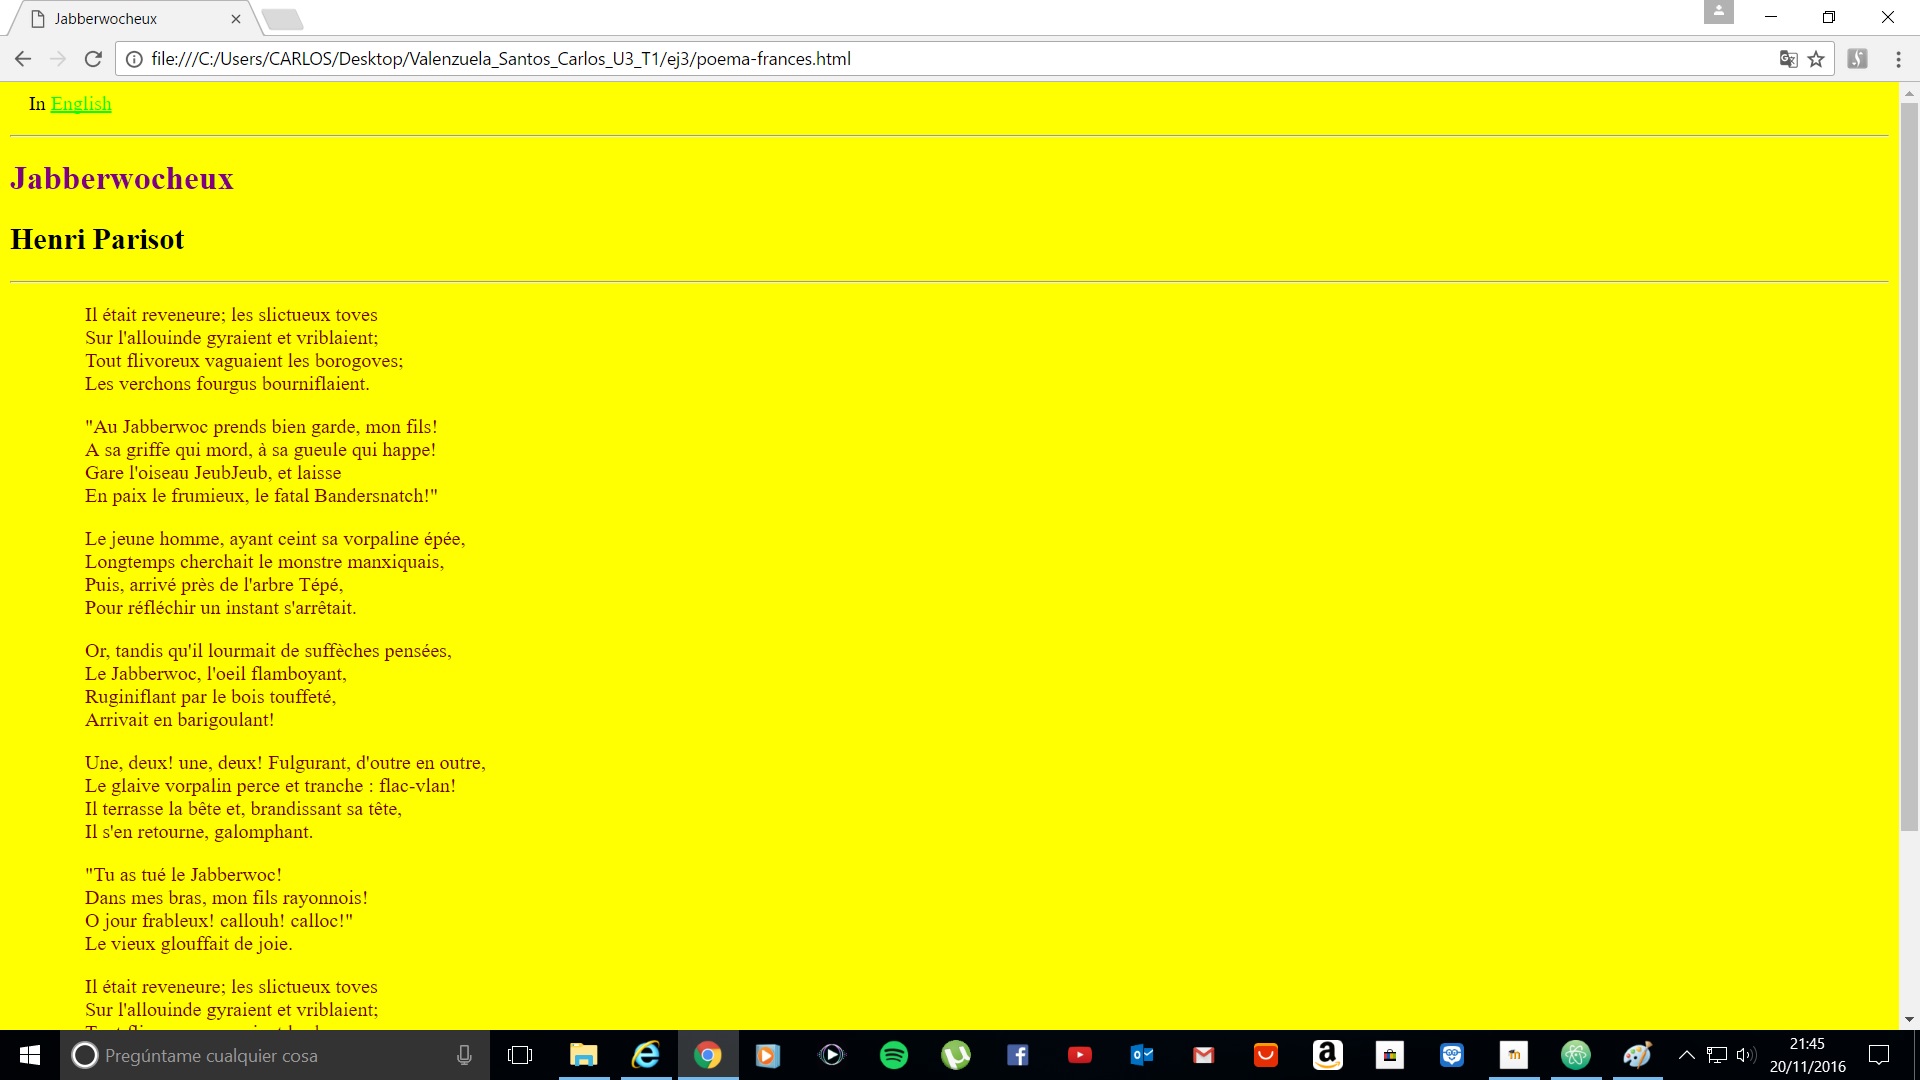 Jabberwocheux
file:///C:/Users/CARLOS/Desktop/Valenzuela_Santos_Carlos_U3_T1/ej3/poema-frances.html
In English
Jabberwocheux
Henri Parisot
Il était reveneure; les slictueux toves
Sur l'allouinde gyraient et vriblaient;
Tout flivoreux vaguaient les borogoves;
Les verchons fourgus bourniflaient.
"Au Jabberwoc prends bien garde, mon fils!
A sa griffe qui mord, à sa gueule qui happe!
Gare l'oiseau JeubJeub, et laisse
En paix le frumieux, le fatal Bandersnatch!"
Le jeune homme, ayant ceint sa vorpaline épée,
Longtemps cherchait le monstre manxiquais,
Puis, arrivé près de l'arbre Tépé,
Pour réfléchir un instant s'arrêtait.
Or, tandis qu'il lourmait de suffèches pensées,
Le Jabberwoc, l'oeil flamboyant,
Ruginiflant par le bois touffeté,
Arrivait en barigoulant!
Une, deux! une, deux! Fulgurant, d'outre en outre,
Le glaive vorpalin perce et tranche : flac-vlan!
Il terrasse la bête et, brandissant sa tête,
Il s'en retourne, galomphant.
"Tu as tué le Jabberwoc!
Dans mes bras, mon fils rayonnois!
O jour frableux! callouh! calloc!"
Le vieux glouffait de joie.
Il était reveneure; les slictueux toves
Sur l'allouinde gyraient et vriblaient;
Pregúntame cualquier cosa
21:45
20/11/2016